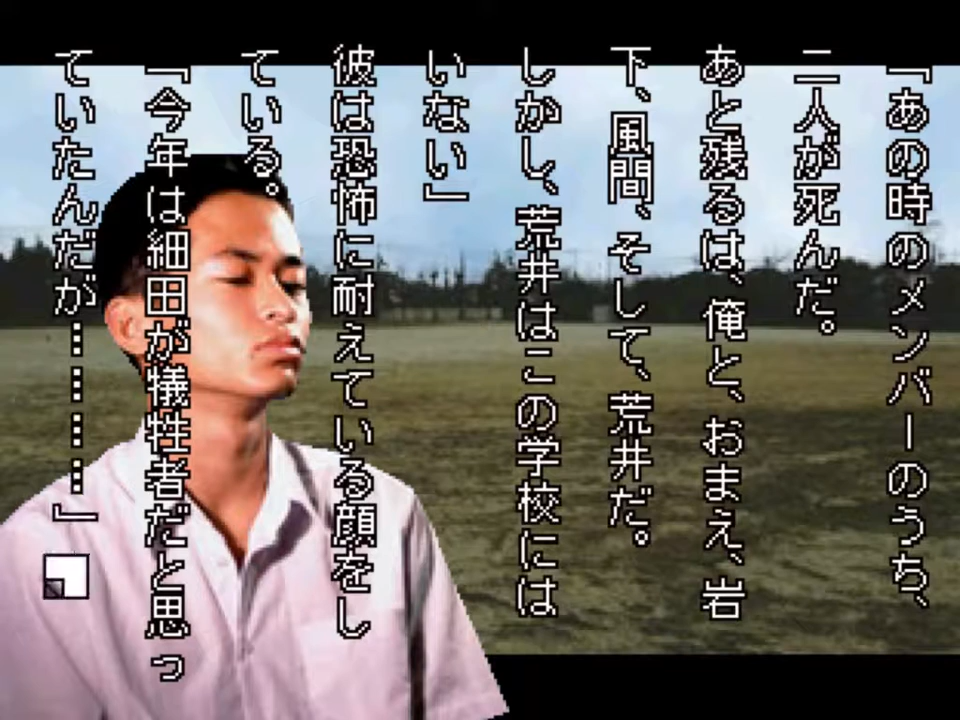 「あの時のメンバーのうち、
二人が死んだ。
あと残るは、俺と、おまえ、岩
下、風間、そして、荒井だ。
しかし、荒井はこの学校には
いない」
彼は恐怖に耐えている顔をし
ている。
「今年は細田が犠牲者だと思っ
ていたんだが……………」